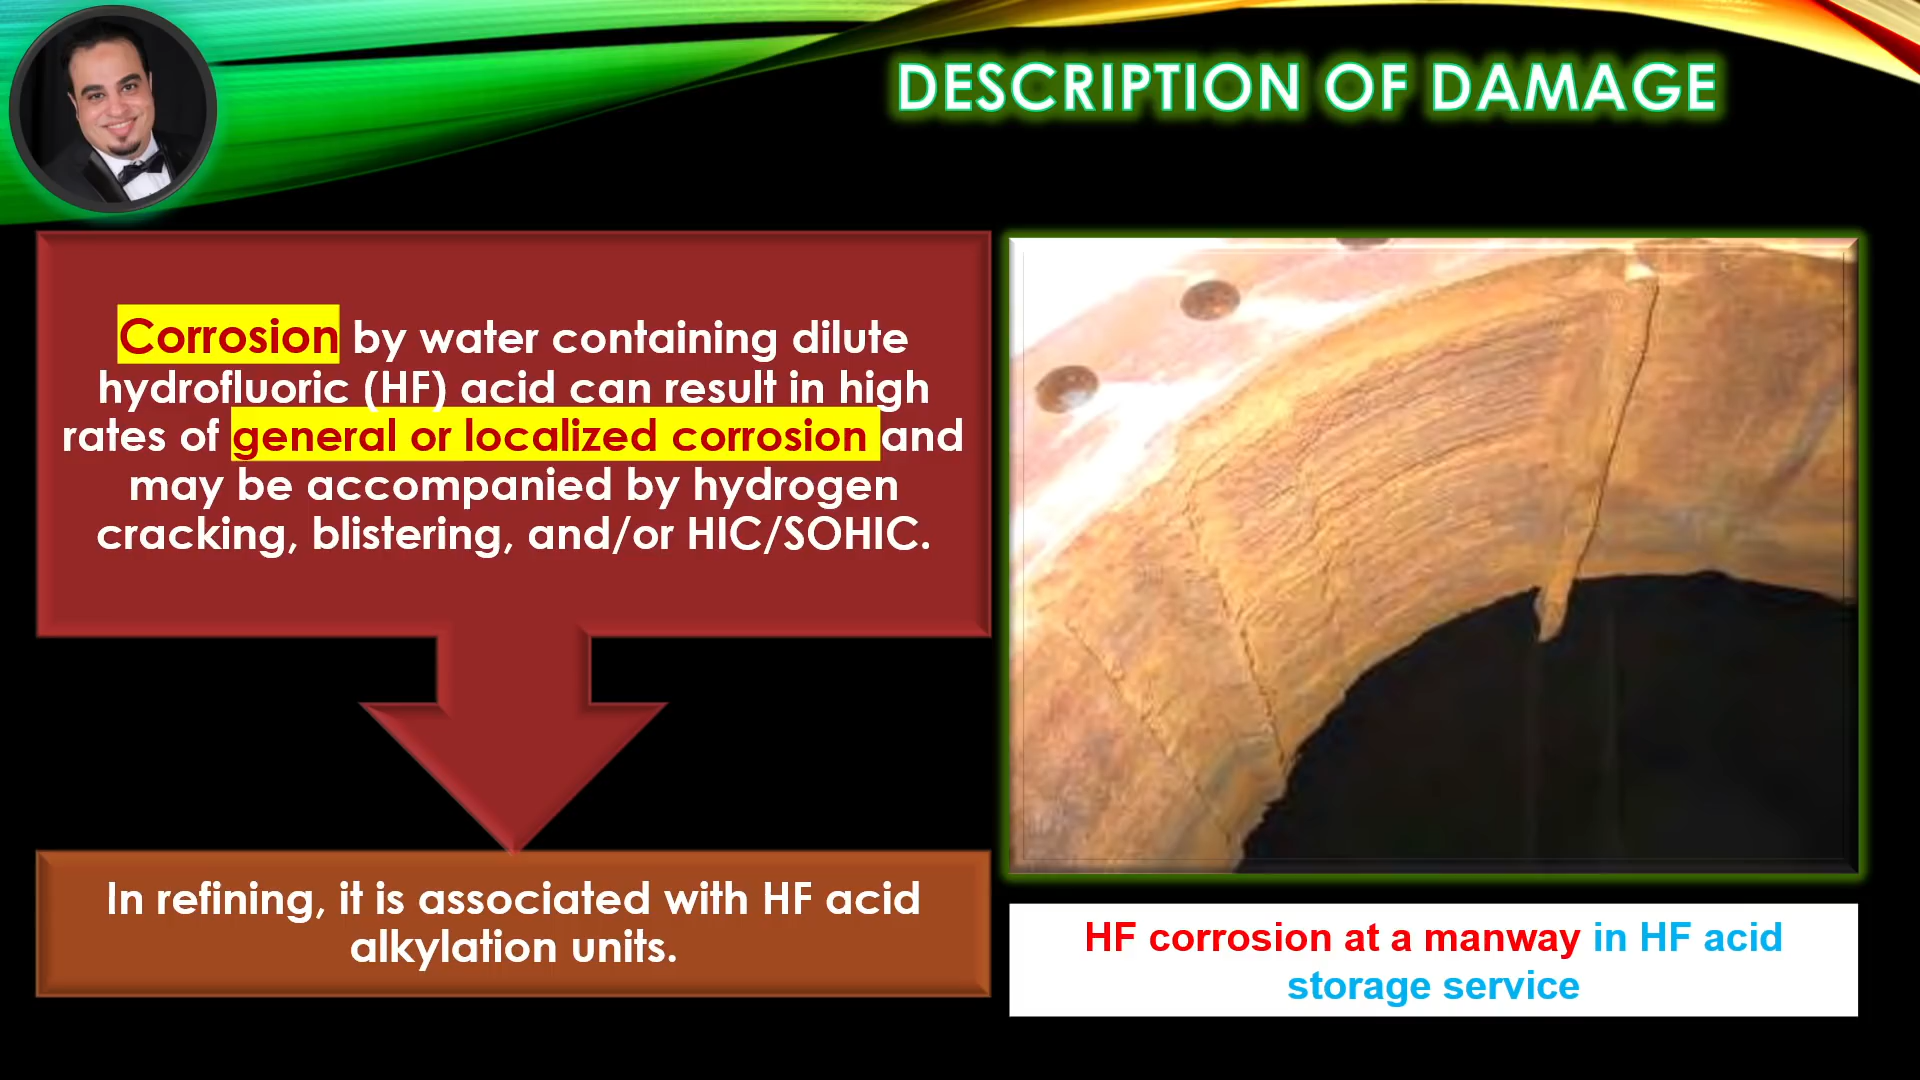 DESCRIPTION OF DAMAGE
Corrosion by water containing dilute
hydrofluoric (HF) acid can result in high
rates of general or localized corrosion and
may be accompanied by hydrogen
cracking, blistering, and/or HIC/SOHIC.
In refining, it is associated with HF acid
alkylation units.
HF corrosion at a manway in HF acid
storage service